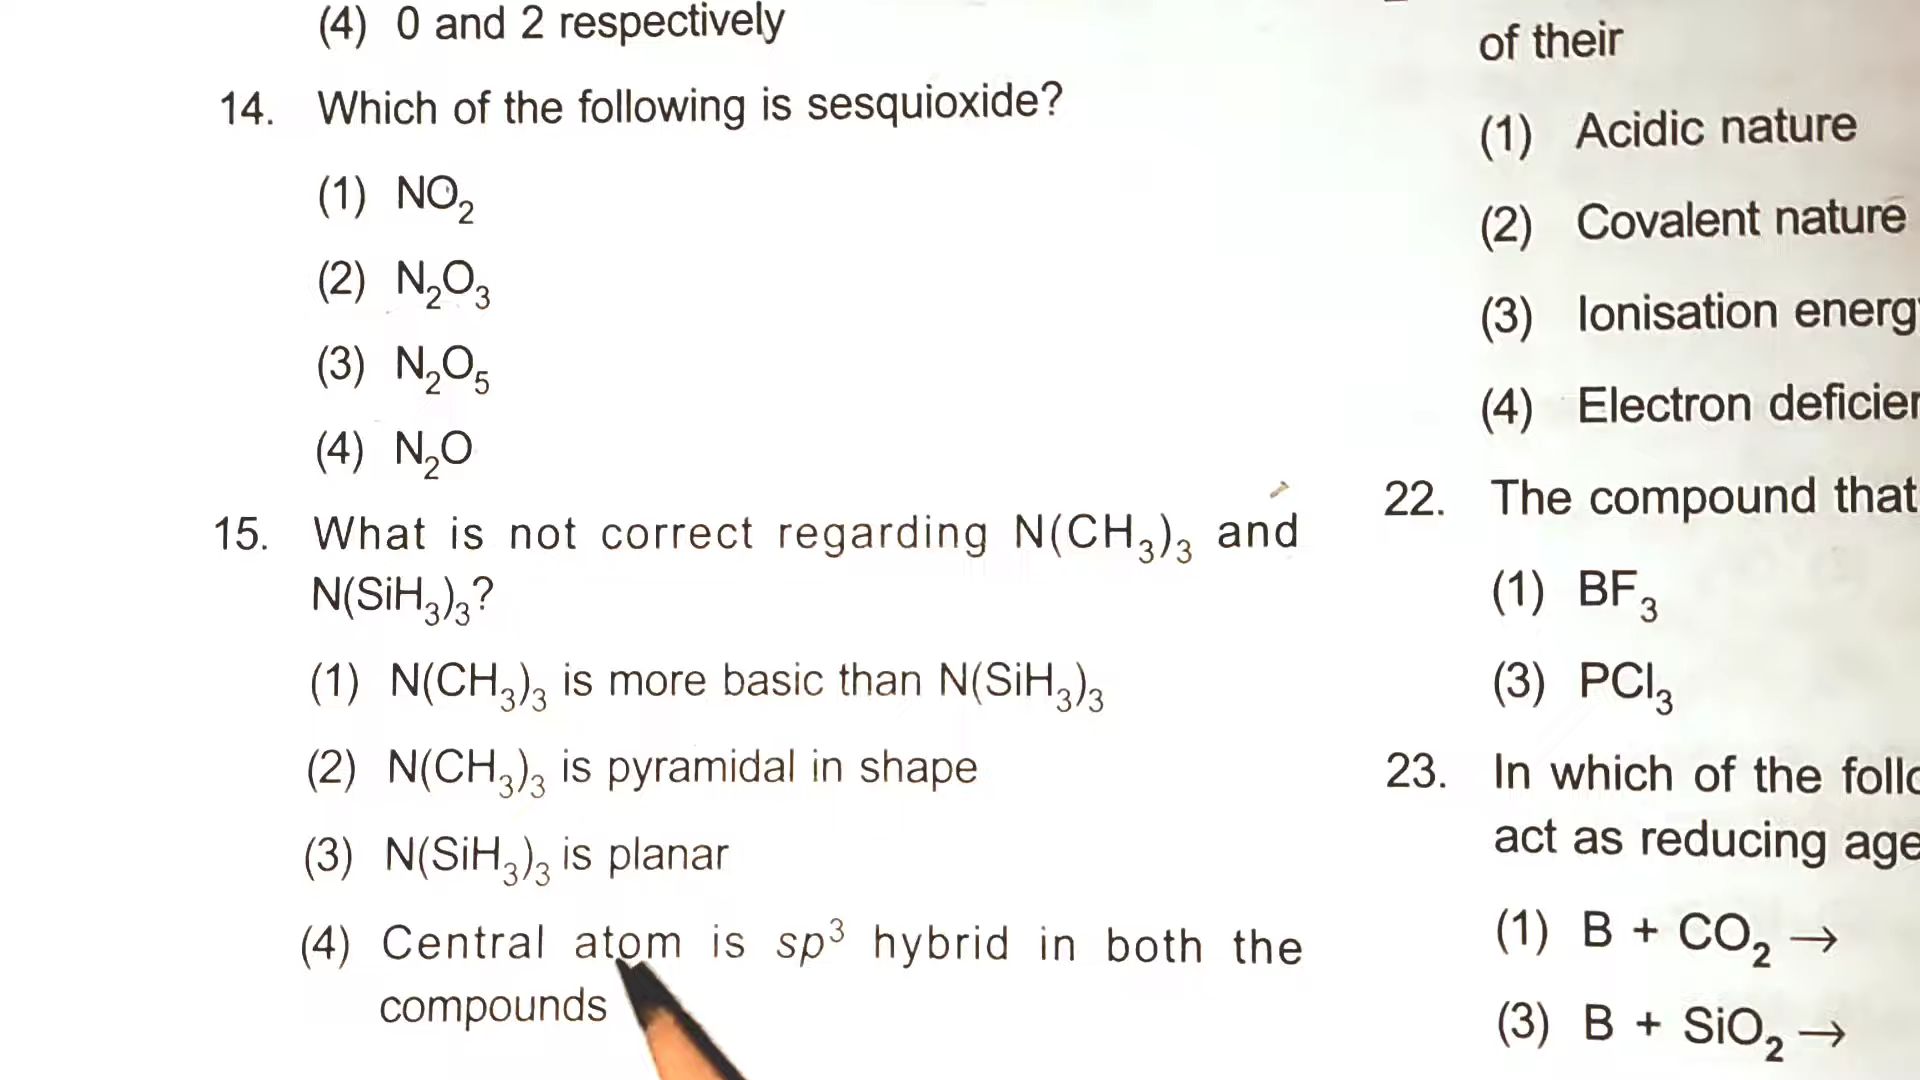 (4) 0 and 2 respectively
14. Which of the following is sesquioxide?
(1) NO₂
(2) N₂O₃
(3) N₂O₅
(4) N₂O
15. What is not correct regarding N(CH₃)₃ and
N(SiH₃)₃?
(1) N(CH₃)₃ is more basic than N(SiH₃)₃
(2) N(CH₃)₃ is pyramidal in shape
(3) N(SiH₃)₃ is planar
(4) Central atom is sp³ hybrid in both the
compounds
of their
(1) Acidic nature
(2) Covalent nature
(3) Ionisation energ
(4) Electron deficie
22. The compound that
(1) BF₃
(3) PCl₃
23. In which of the foll
act as reducing age
(1) B + CO₂ →
(3) B + SiO₂ →